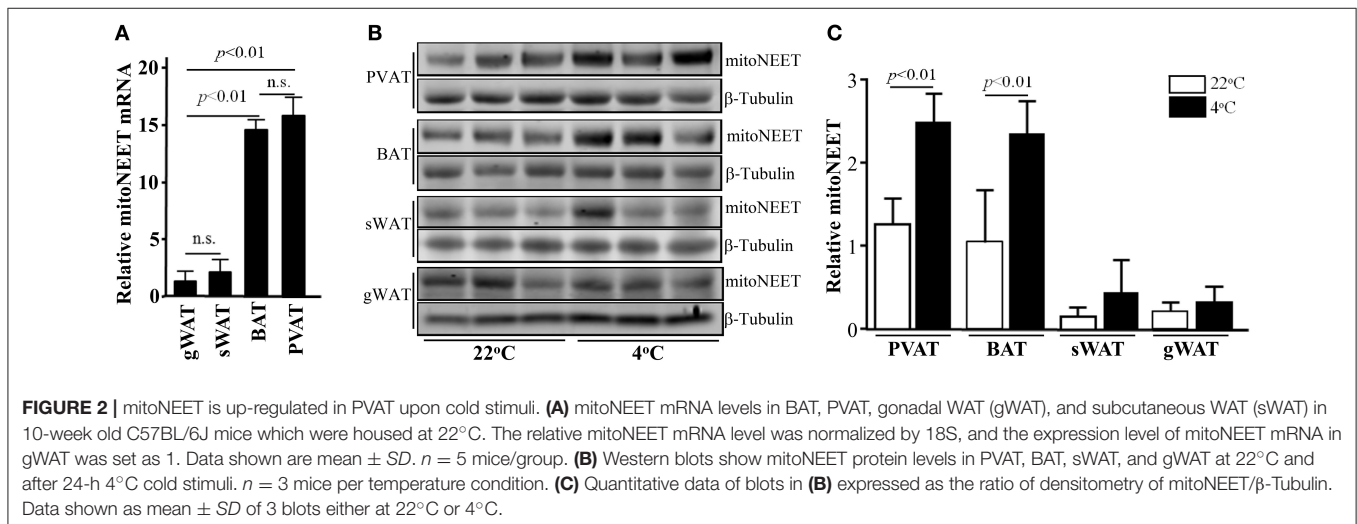 A
Relative mitoNEET mRNA
20
15
10
5
0
p<0.01
n.s.
p<0.01
n.s.
gWAT
sWAT
BAT
PVAT
B
PVAT
mitoNEET
β-Tubulin
BAT
mitoNEET
β-Tubulin
sWAT
mitoNEET
β-Tubulin
gWAT
mitoNEET
β-Tubulin
22°C
4°C
C
Relative mitoNEET
3
2
1
0
p<0.01
p<0.01
22°C
4°C
PVAT
BAT
sWAT
gWAT
FIGURE 2 | mitoNEET is up-regulated in PVAT upon cold stimuli. (A) mitoNEET mRNA levels in BAT, PVAT, gonadal WAT (gWAT), and subcutaneous WAT (sWAT) in
10-week old C57BL/6J mice which were housed at 22°C. The relative mitoNEET mRNA level was normalized by 18S, and the expression level of mitoNEET mRNA in
gWAT was set as 1. Data shown are mean ± SD. n = 5 mice/group. (B) Western blots show mitoNEET protein levels in PVAT, BAT, sWAT, and gWAT at 22°C and
after 24-h 4°C cold stimuli. n = 3 mice per temperature condition. (C) Quantitative data of blots in (B) expressed as the ratio of densitometry of mitoNEET/β-Tubulin.
Data shown as mean ± SD of 3 blots either at 22°C or 4°C.